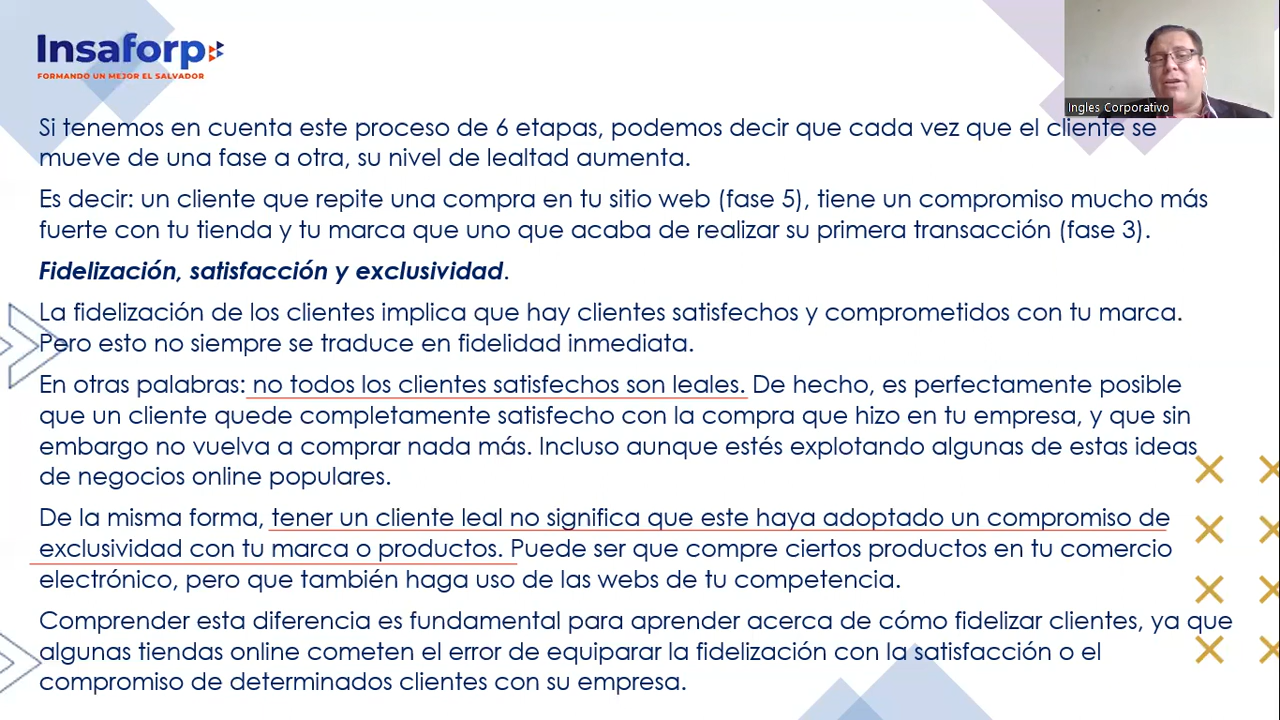 Insaforp
FORMANDO UN MEJOR EL SALVADOR
Ingles Corporativo
Si tenemos en cuenta este proceso de 6 etapas, podemos decir que cada vez que el cliente se
mueve de una fase a otra, su nivel de lealtad aumenta.
Es decir: un cliente que repite una compra en tu sitio web (fase 5), tiene un compromiso mucho más
fuerte con tu tienda y tu marca que uno que acaba de realizar su primera transacción (fase 3).
Fidelización, satisfacción y exclusividad.
La fidelización de los clientes implica que hay clientes satisfechos y comprometidos con tu marca.
Pero esto no siempre se traduce en fidelidad inmediata.
En otras palabras: no todos los clientes satisfechos son leales. De hecho, es perfectamente posible
que un cliente quede completamente satisfecho con la compra que hizo en tu empresa, y que sin
embargo no vuelva a comprar nada más. Incluso aunque estés explotando algunas de estas ideas
de negocios online populares.
De la misma forma, tener un cliente leal no significa que este haya adoptado un compromiso de
exclusividad con tu marca o productos. Puede ser que compre ciertos productos en tu comercio
electrónico, pero que también haga uso de las webs de tu competencia.
Comprender esta diferencia es fundamental para aprender acerca de cómo fidelizar clientes, ya que
algunas tiendas online cometen el error de equiparar la fidelización con la satisfacción o el
compromiso de determinados clientes con su empresa.